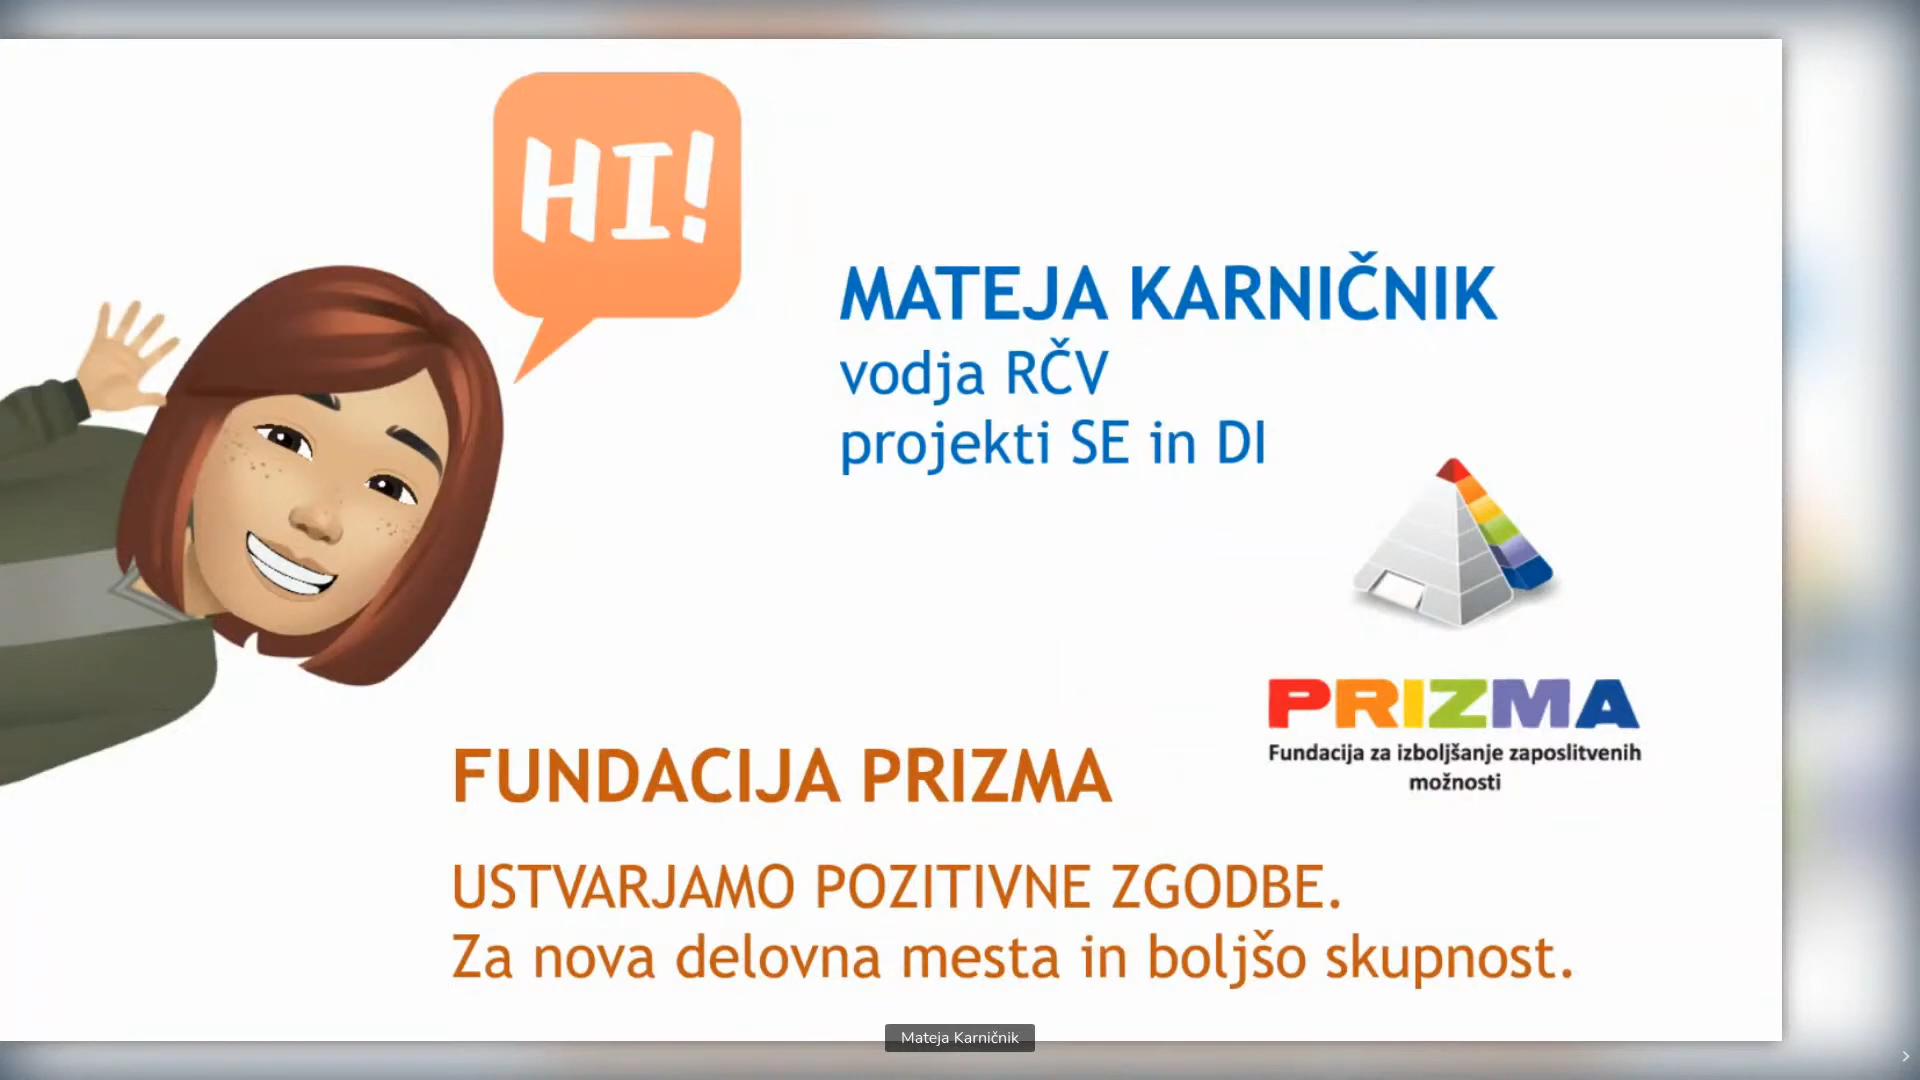 HI!
MATEJA KARNIČNIK
vodja RČV
projekti SE in DI
PRIZMA
Fundacija za izboljšanje zaposlitvenih
možnosti
FUNDACIJA PRIZMA
USTVARJAMO POZITIVNE ZGODBE.
Za nova delovna mesta in boljšo skupnost.
Mateja Karničnik